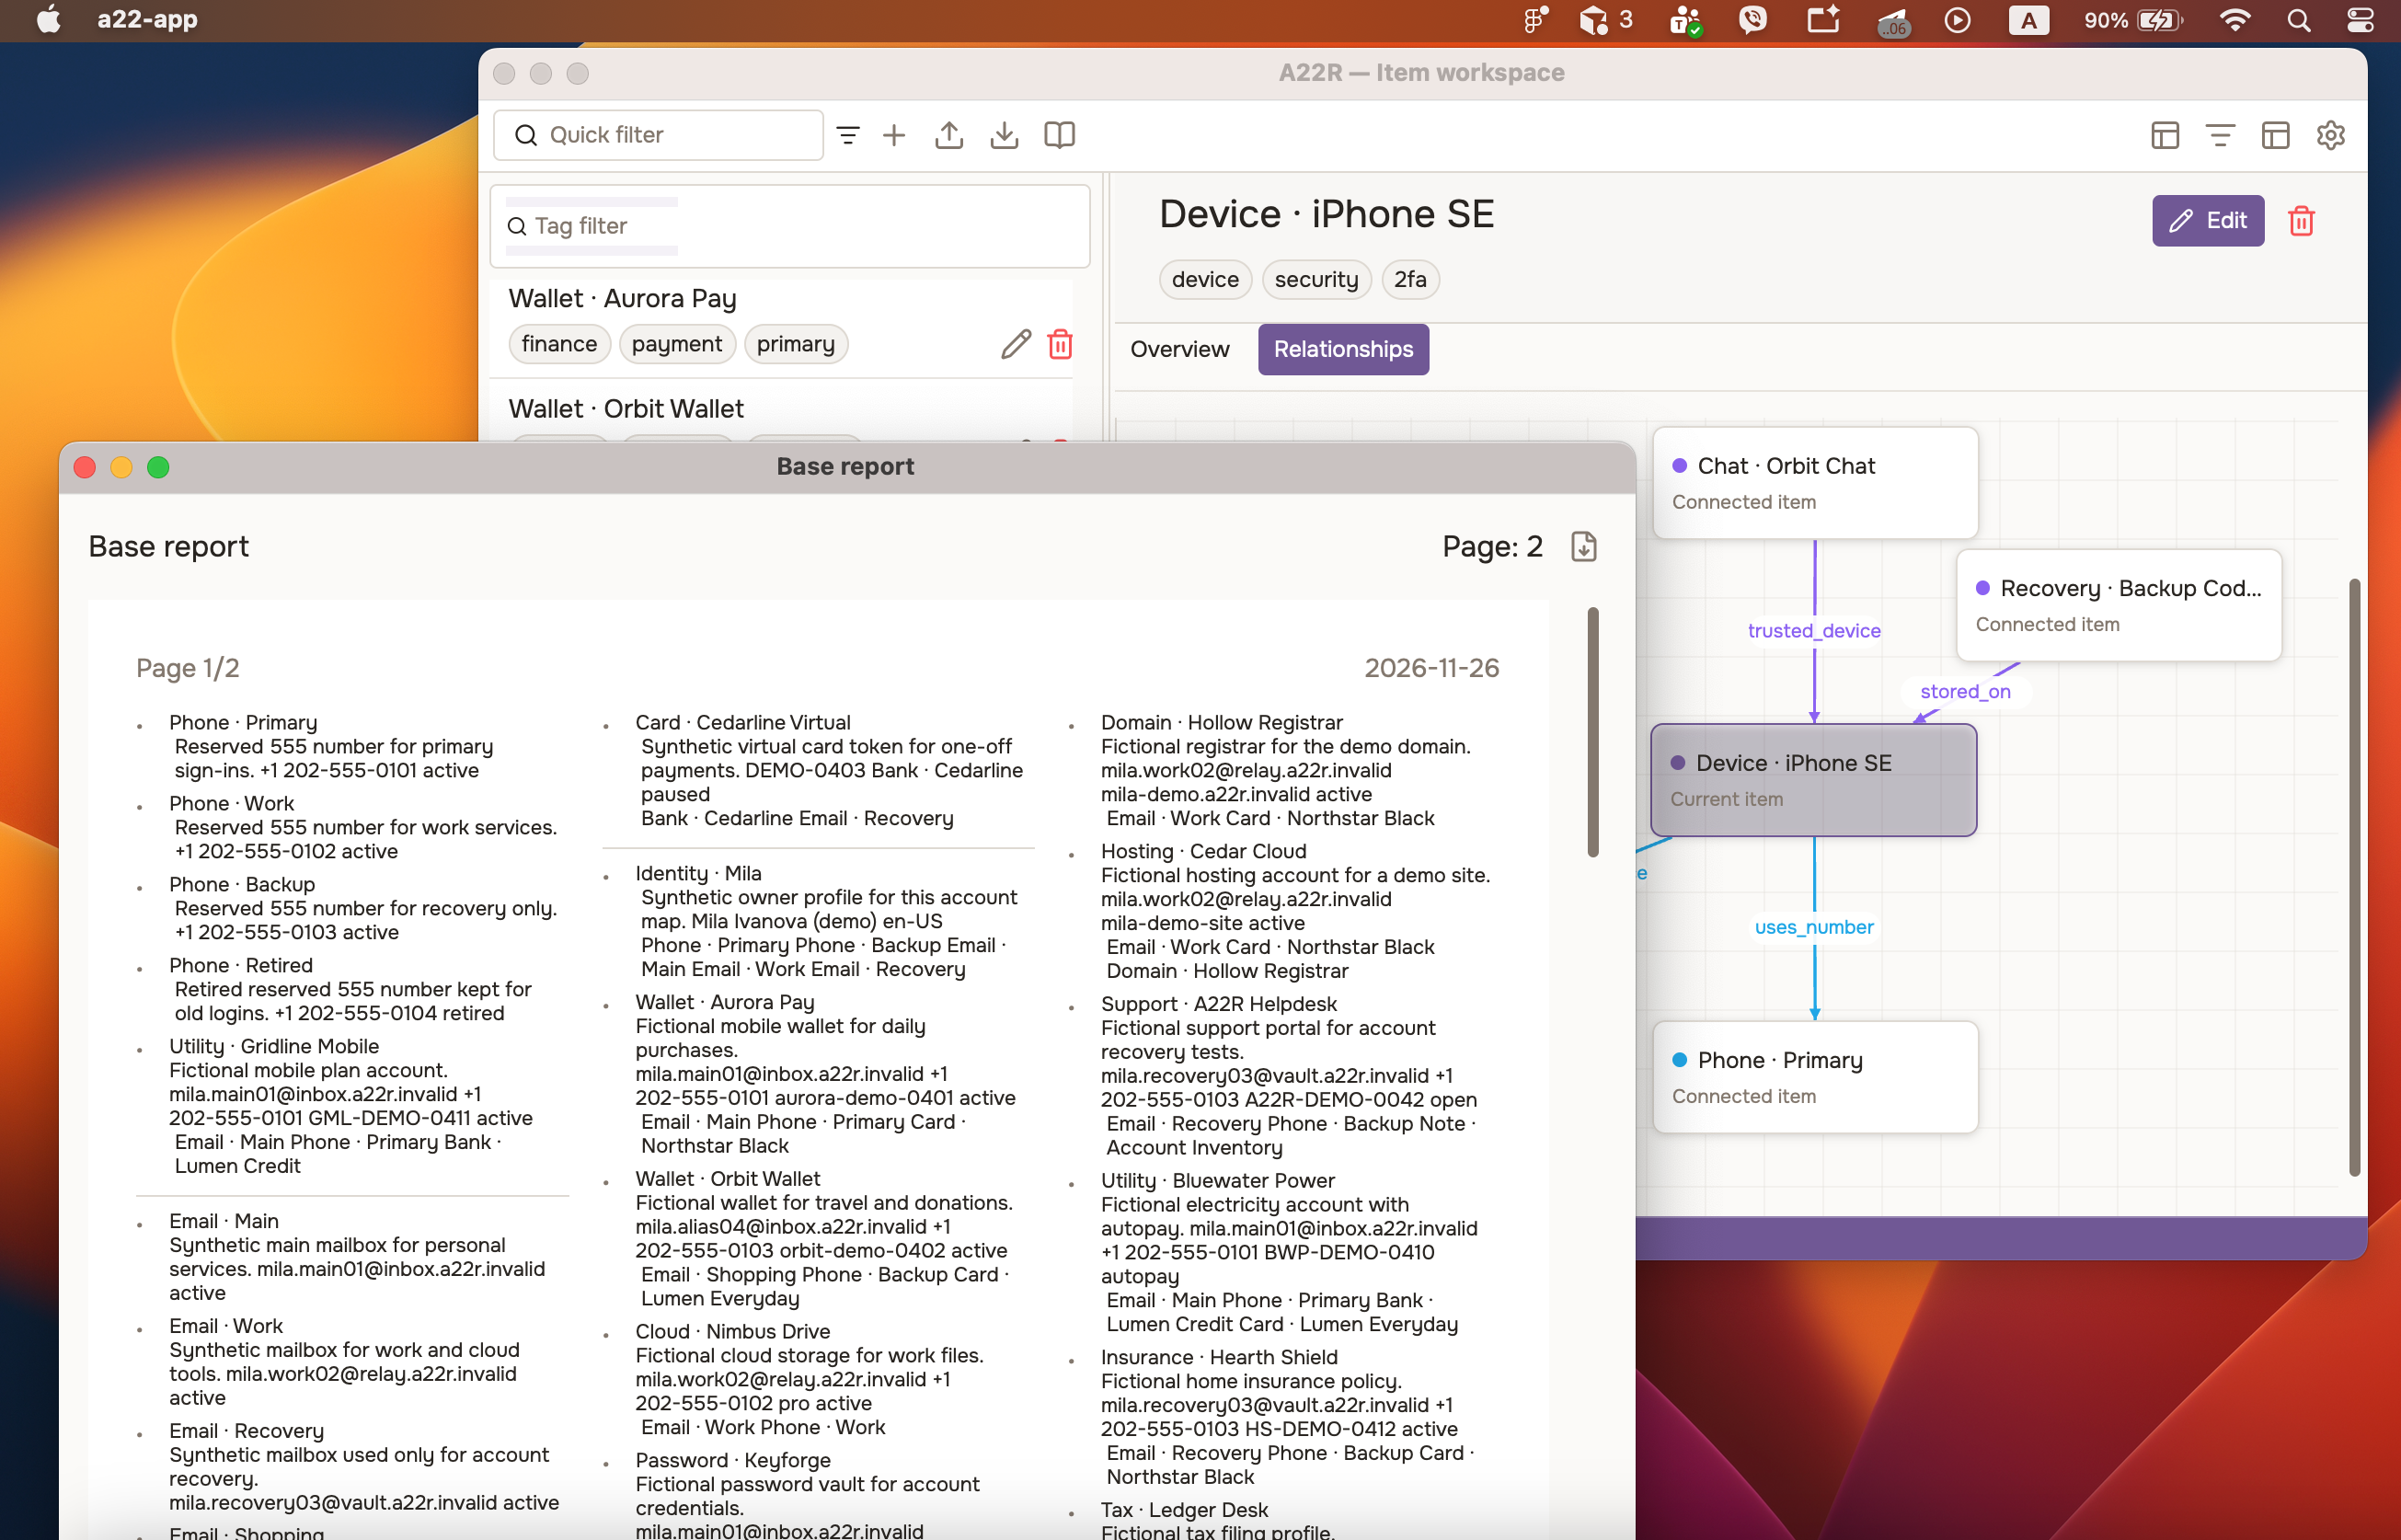 a22-app
3
T
..06
A
90%
A22R — Item workspace
Quick filter
Tag filter
Wallet · Aurora Pay
finance
payment
primary
Wallet · Orbit Wallet
Device · iPhone SE
Edit
device
security
2fa
Overview
Relationships
Chat · Orbit Chat
Connected item
Recovery · Backup Cod...
Connected item
trusted_device
stored_on
Device · iPhone SE
Current item
e
uses_number
Phone · Primary
Connected item
Base report
Base report
Page: 2
Page 1/2
2026-11-26
Phone · Primary
Reserved 555 number for primary
sign-ins. +1 202-555-0101 active
Phone · Work
Reserved 555 number for work services.
+1 202-555-0102 active
Phone · Backup
Reserved 555 number for recovery only.
+1 202-555-0103 active
Phone · Retired
Retired reserved 555 number kept for
old logins. +1 202-555-0104 retired
Utility · Gridline Mobile
Fictional mobile plan account.
mila.main01@inbox.a22r.invalid +1
202-555-0101 GML-DEMO-0411 active
Email · Main Phone · Primary Bank ·
Lumen Credit
Email · Main
Synthetic main mailbox for personal
services. mila.main01@inbox.a22r.invalid
active
Email · Work
Synthetic mailbox for work and cloud
tools. mila.work02@relay.a22r.invalid
active
Email · Recovery
Synthetic mailbox used only for account
recovery.
mila.recovery03@vault.a22r.invalid active
Email · Shopping
Card · Cedarline Virtual
Synthetic virtual card token for one-off
payments. DEMO-0403 Bank · Cedarline
paused
Bank · Cedarline Email · Recovery
Identity · Mila
Synthetic owner profile for this account
map. Mila Ivanova (demo) en-US
Phone · Primary Phone · Backup Email ·
Main Email · Work Email · Recovery
Wallet · Aurora Pay
Fictional mobile wallet for daily
purchases.
mila.main01@inbox.a22r.invalid +1
202-555-0101 aurora-demo-0401 active
Email · Main Phone · Primary Card ·
Northstar Black
Wallet · Orbit Wallet
Fictional wallet for travel and donations.
mila.alias04@inbox.a22r.invalid +1
202-555-0103 orbit-demo-0402 active
Email · Shopping Phone · Backup Card ·
Lumen Everyday
Cloud · Nimbus Drive
Fictional cloud storage for work files.
mila.work02@relay.a22r.invalid +1
202-555-0102 pro active
Email · Work Phone · Work
Password · Keyforge
Fictional password vault for account
credentials.
mila.main01@inbox.a22r.invalid
Domain · Hollow Registrar
Fictional registrar for the demo domain.
mila.work02@relay.a22r.invalid
mila-demo.a22r.invalid active
Email · Work Card · Northstar Black
Hosting · Cedar Cloud
Fictional hosting account for a demo site.
mila.work02@relay.a22r.invalid
mila-demo-site active
Email · Work Card · Northstar Black
Domain · Hollow Registrar
Support · A22R Helpdesk
Fictional support portal for account
recovery tests.
mila.recovery03@vault.a22r.invalid +1
202-555-0103 A22R-DEMO-0042 open
Email · Recovery Phone · Backup Note ·
Account Inventory
Utility · Bluewater Power
Fictional electricity account with
autopay. mila.main01@inbox.a22r.invalid
+1 202-555-0101 BWP-DEMO-0410
autopay
Email · Main Phone · Primary Bank ·
Lumen Credit Card · Lumen Everyday
Insurance · Hearth Shield
Fictional home insurance policy.
mila.recovery03@vault.a22r.invalid +1
202-555-0103 HS-DEMO-0412 active
Email · Recovery Phone · Backup Card ·
Northstar Black
Tax · Ledger Desk
Fictional tax filing profile.